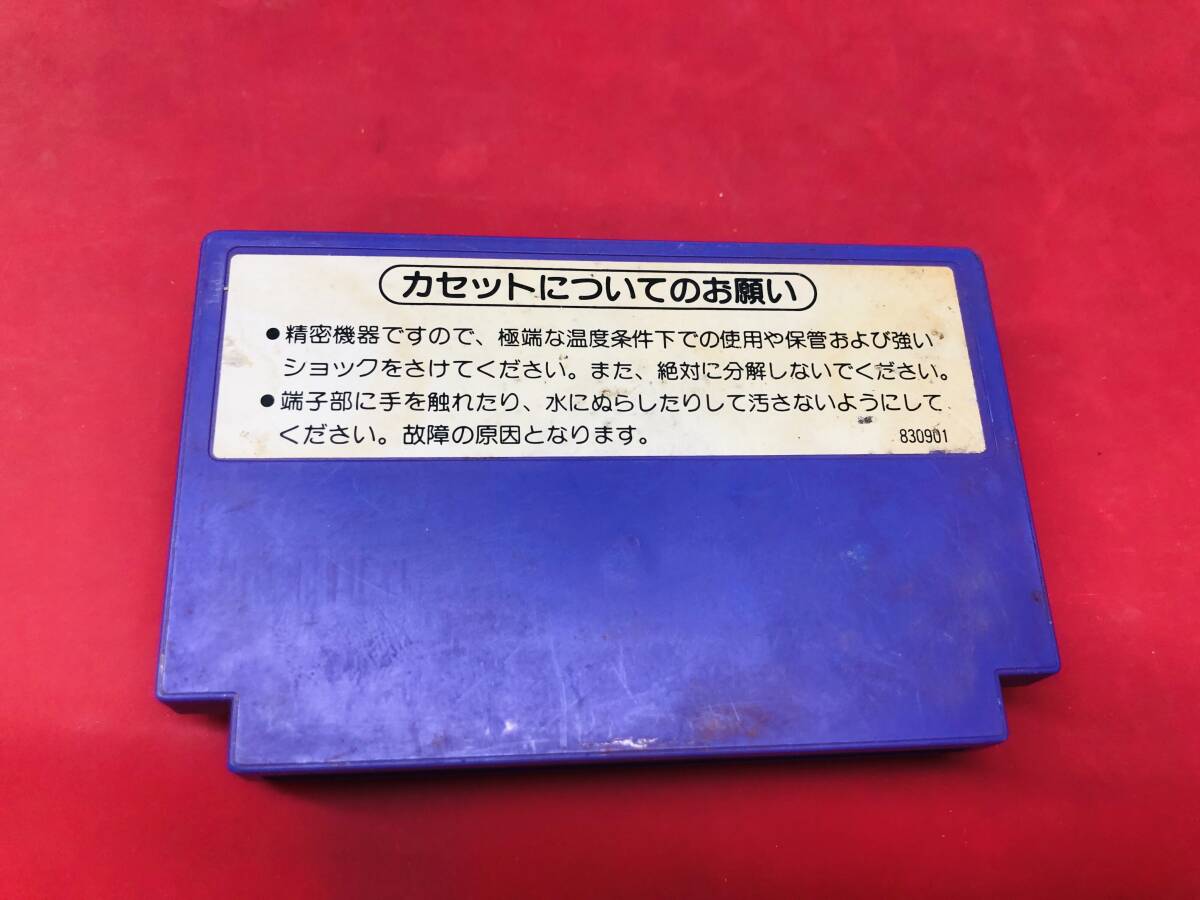 カセットについてのお願い
●精密機器ですので、極端な温度条件下での使用や保管および強い
ショックをさけてください。また、絶対に分解しないでください。
●端子部に手を触れたり、水にぬらしたりして汚さないようにして
ください。故障の原因となります。
830901